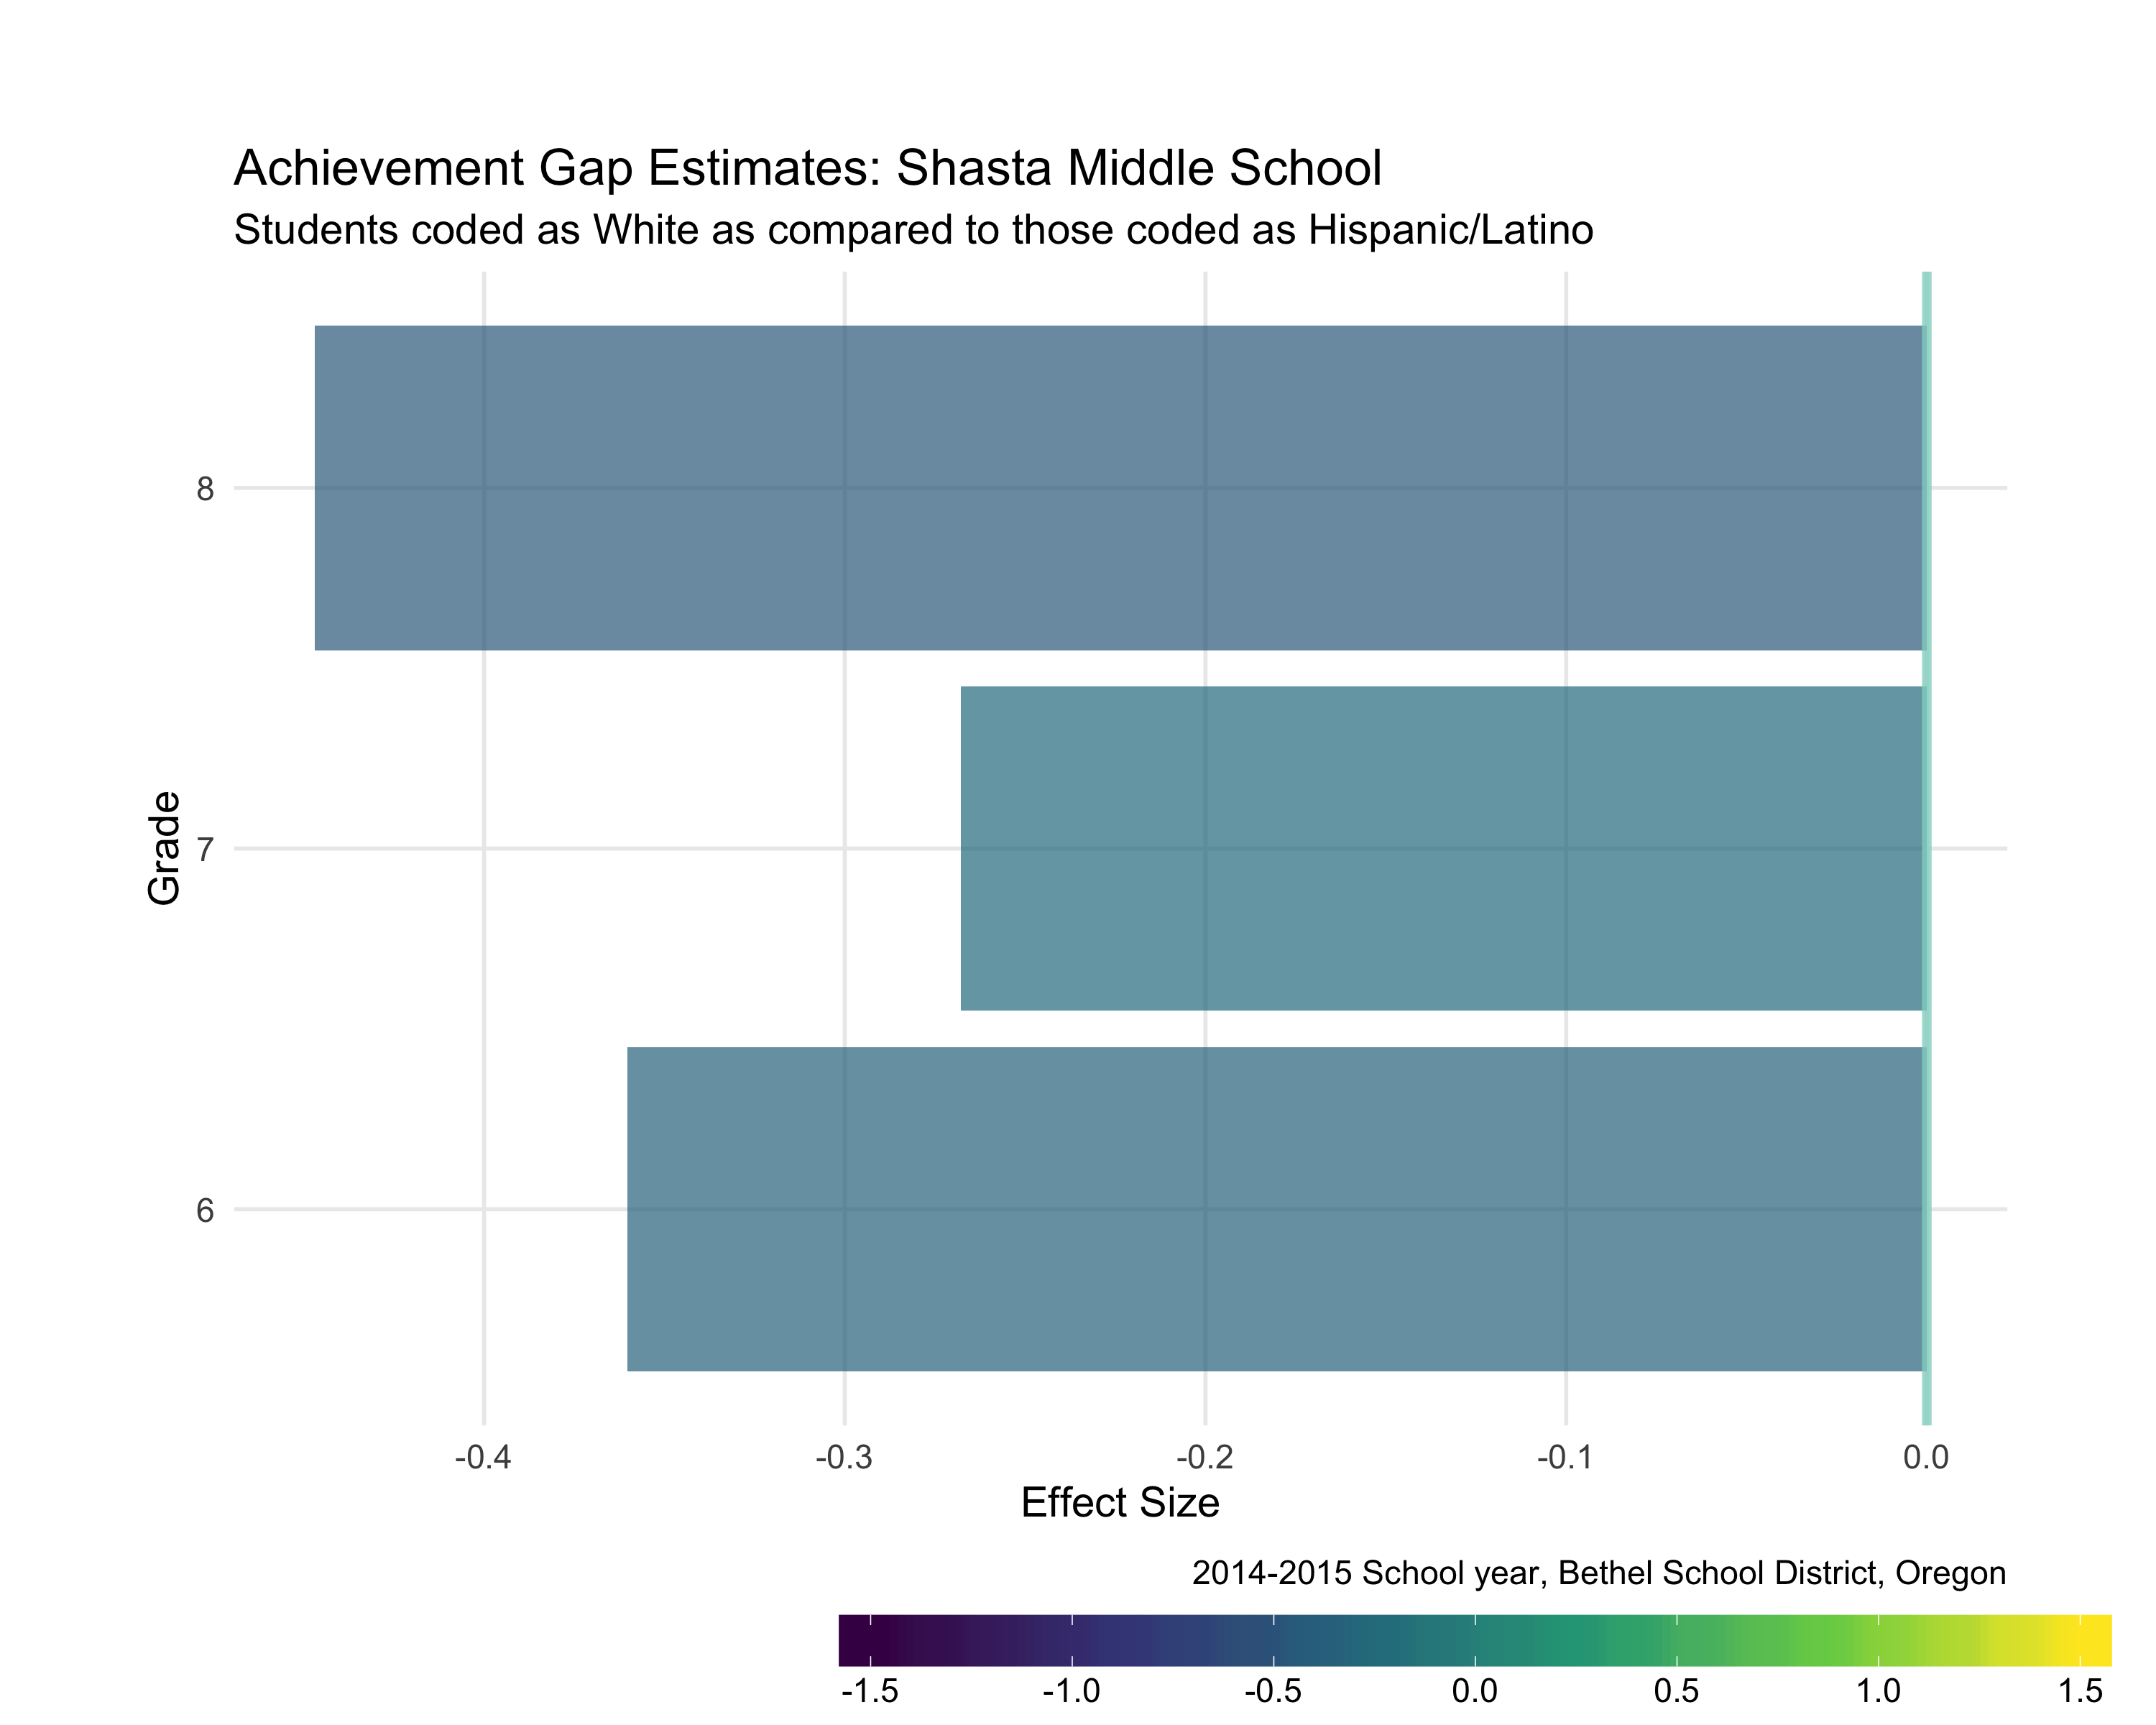 Achievement Gap Estimates: Shasta Middle School
Students coded as White as compared to those coded as Hispanic/Latino
Grade
8
7
6
-0.4 -0.3 -0.2 -0.1 0.0
Effect Size
2014-2015 School year, Bethel School District, Oregon
-1.5 -1.0 -0.5 0.0 0.5 1.0 1.5